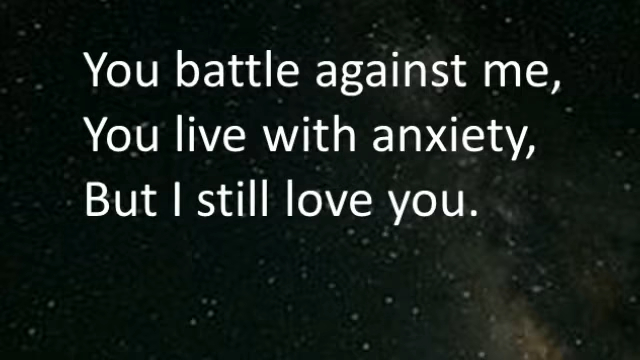 You battle against me,
You live with anxiety,
But I still love you.